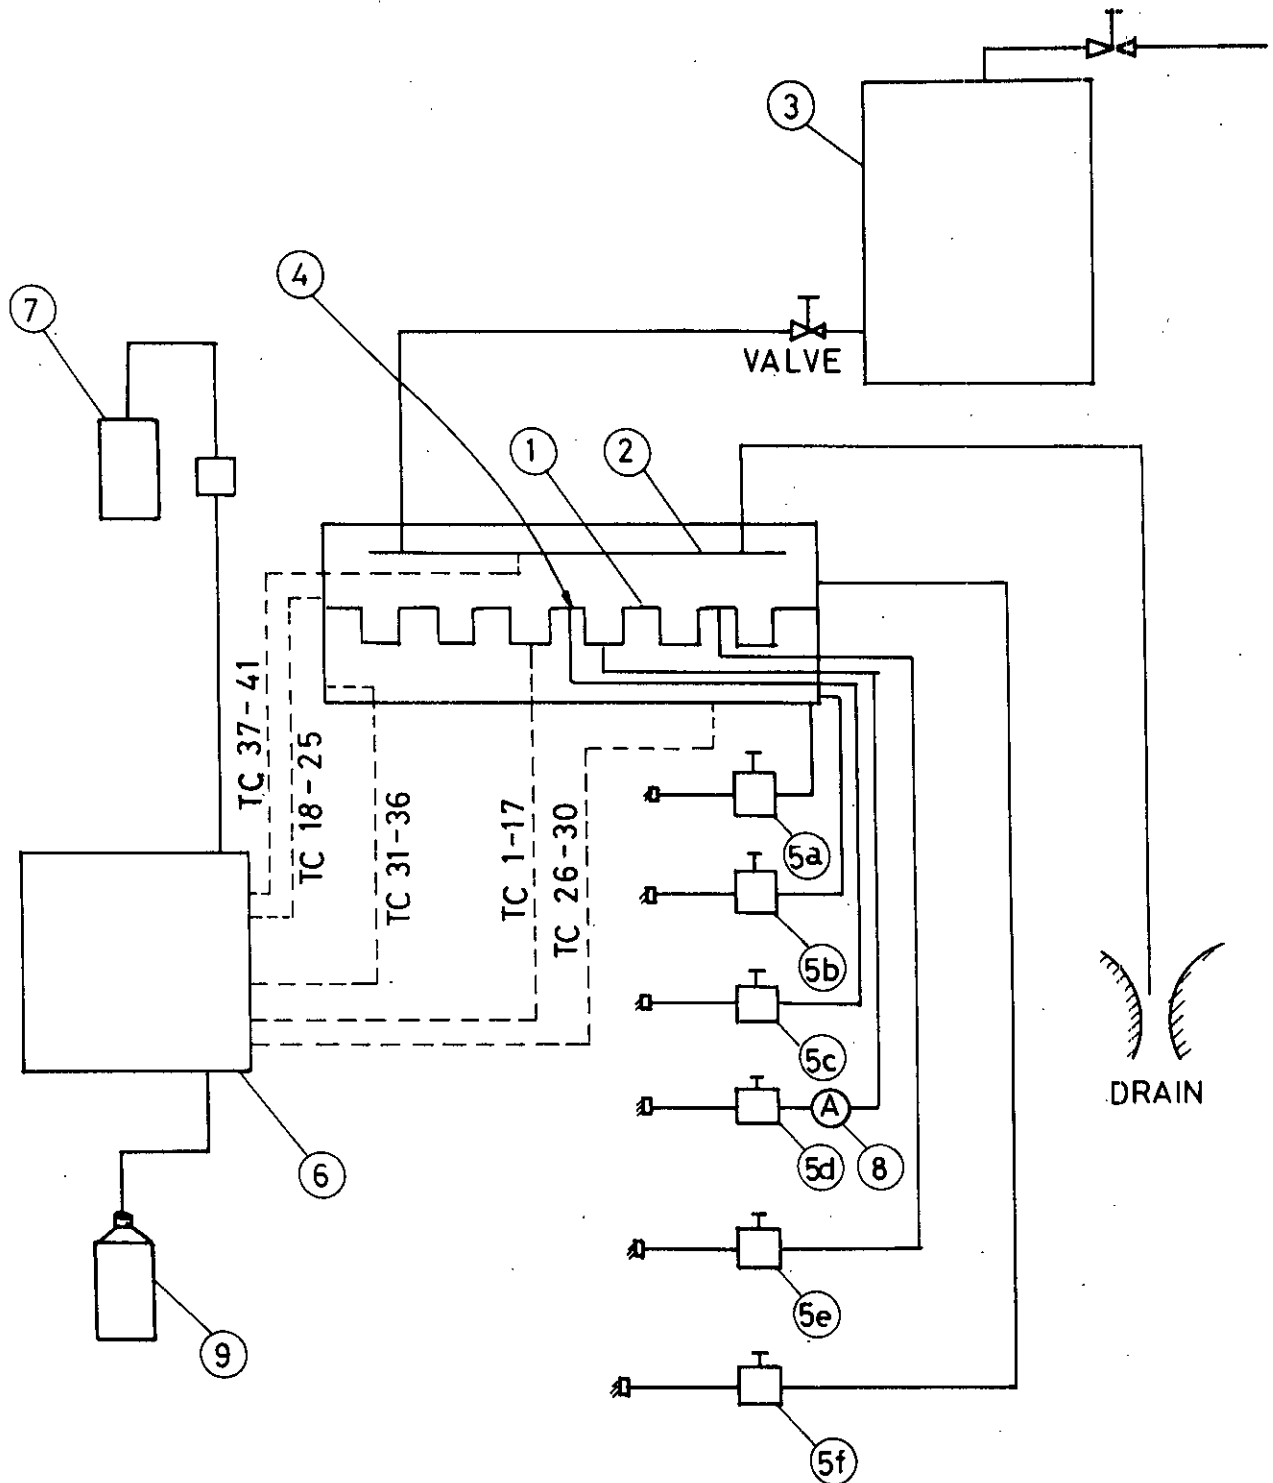 3
4
7
VALVE
1
2
TC 37-41
TC 18-25
TC 31-36
TC 1-17
TC 26-30
5a
5b
5c
A
5d
8
DRAIN
6
5e
9
5f